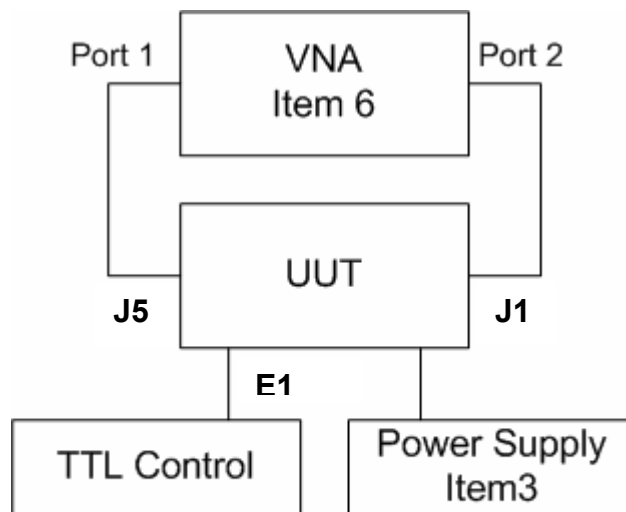 Port 1
VNA
Item 6
Port 2
UUT
J5
J1
E1
TTL Control
Power Supply
Item3